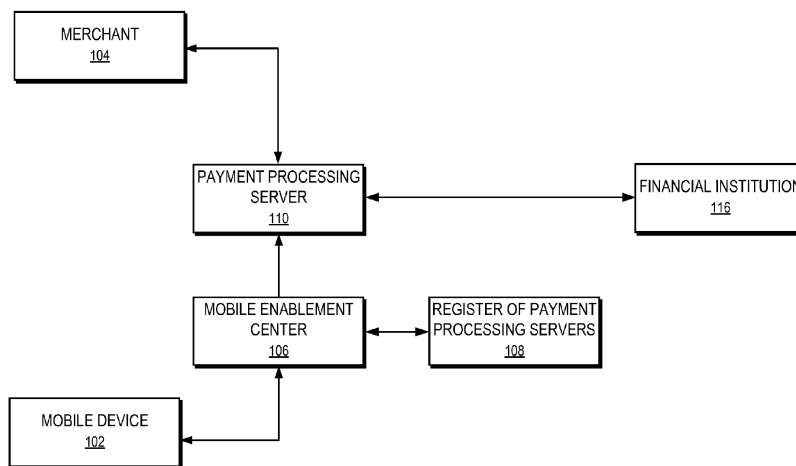 MERCHANT
104
PAYMENT PROCESSING
SERVER
110
FINANCIAL INSTITUTION
116
MOBILE ENABLEMENT
CENTER
106
REGISTER OF PAYMENT
PROCESSING SERVERS
108
MOBILE DEVICE
102